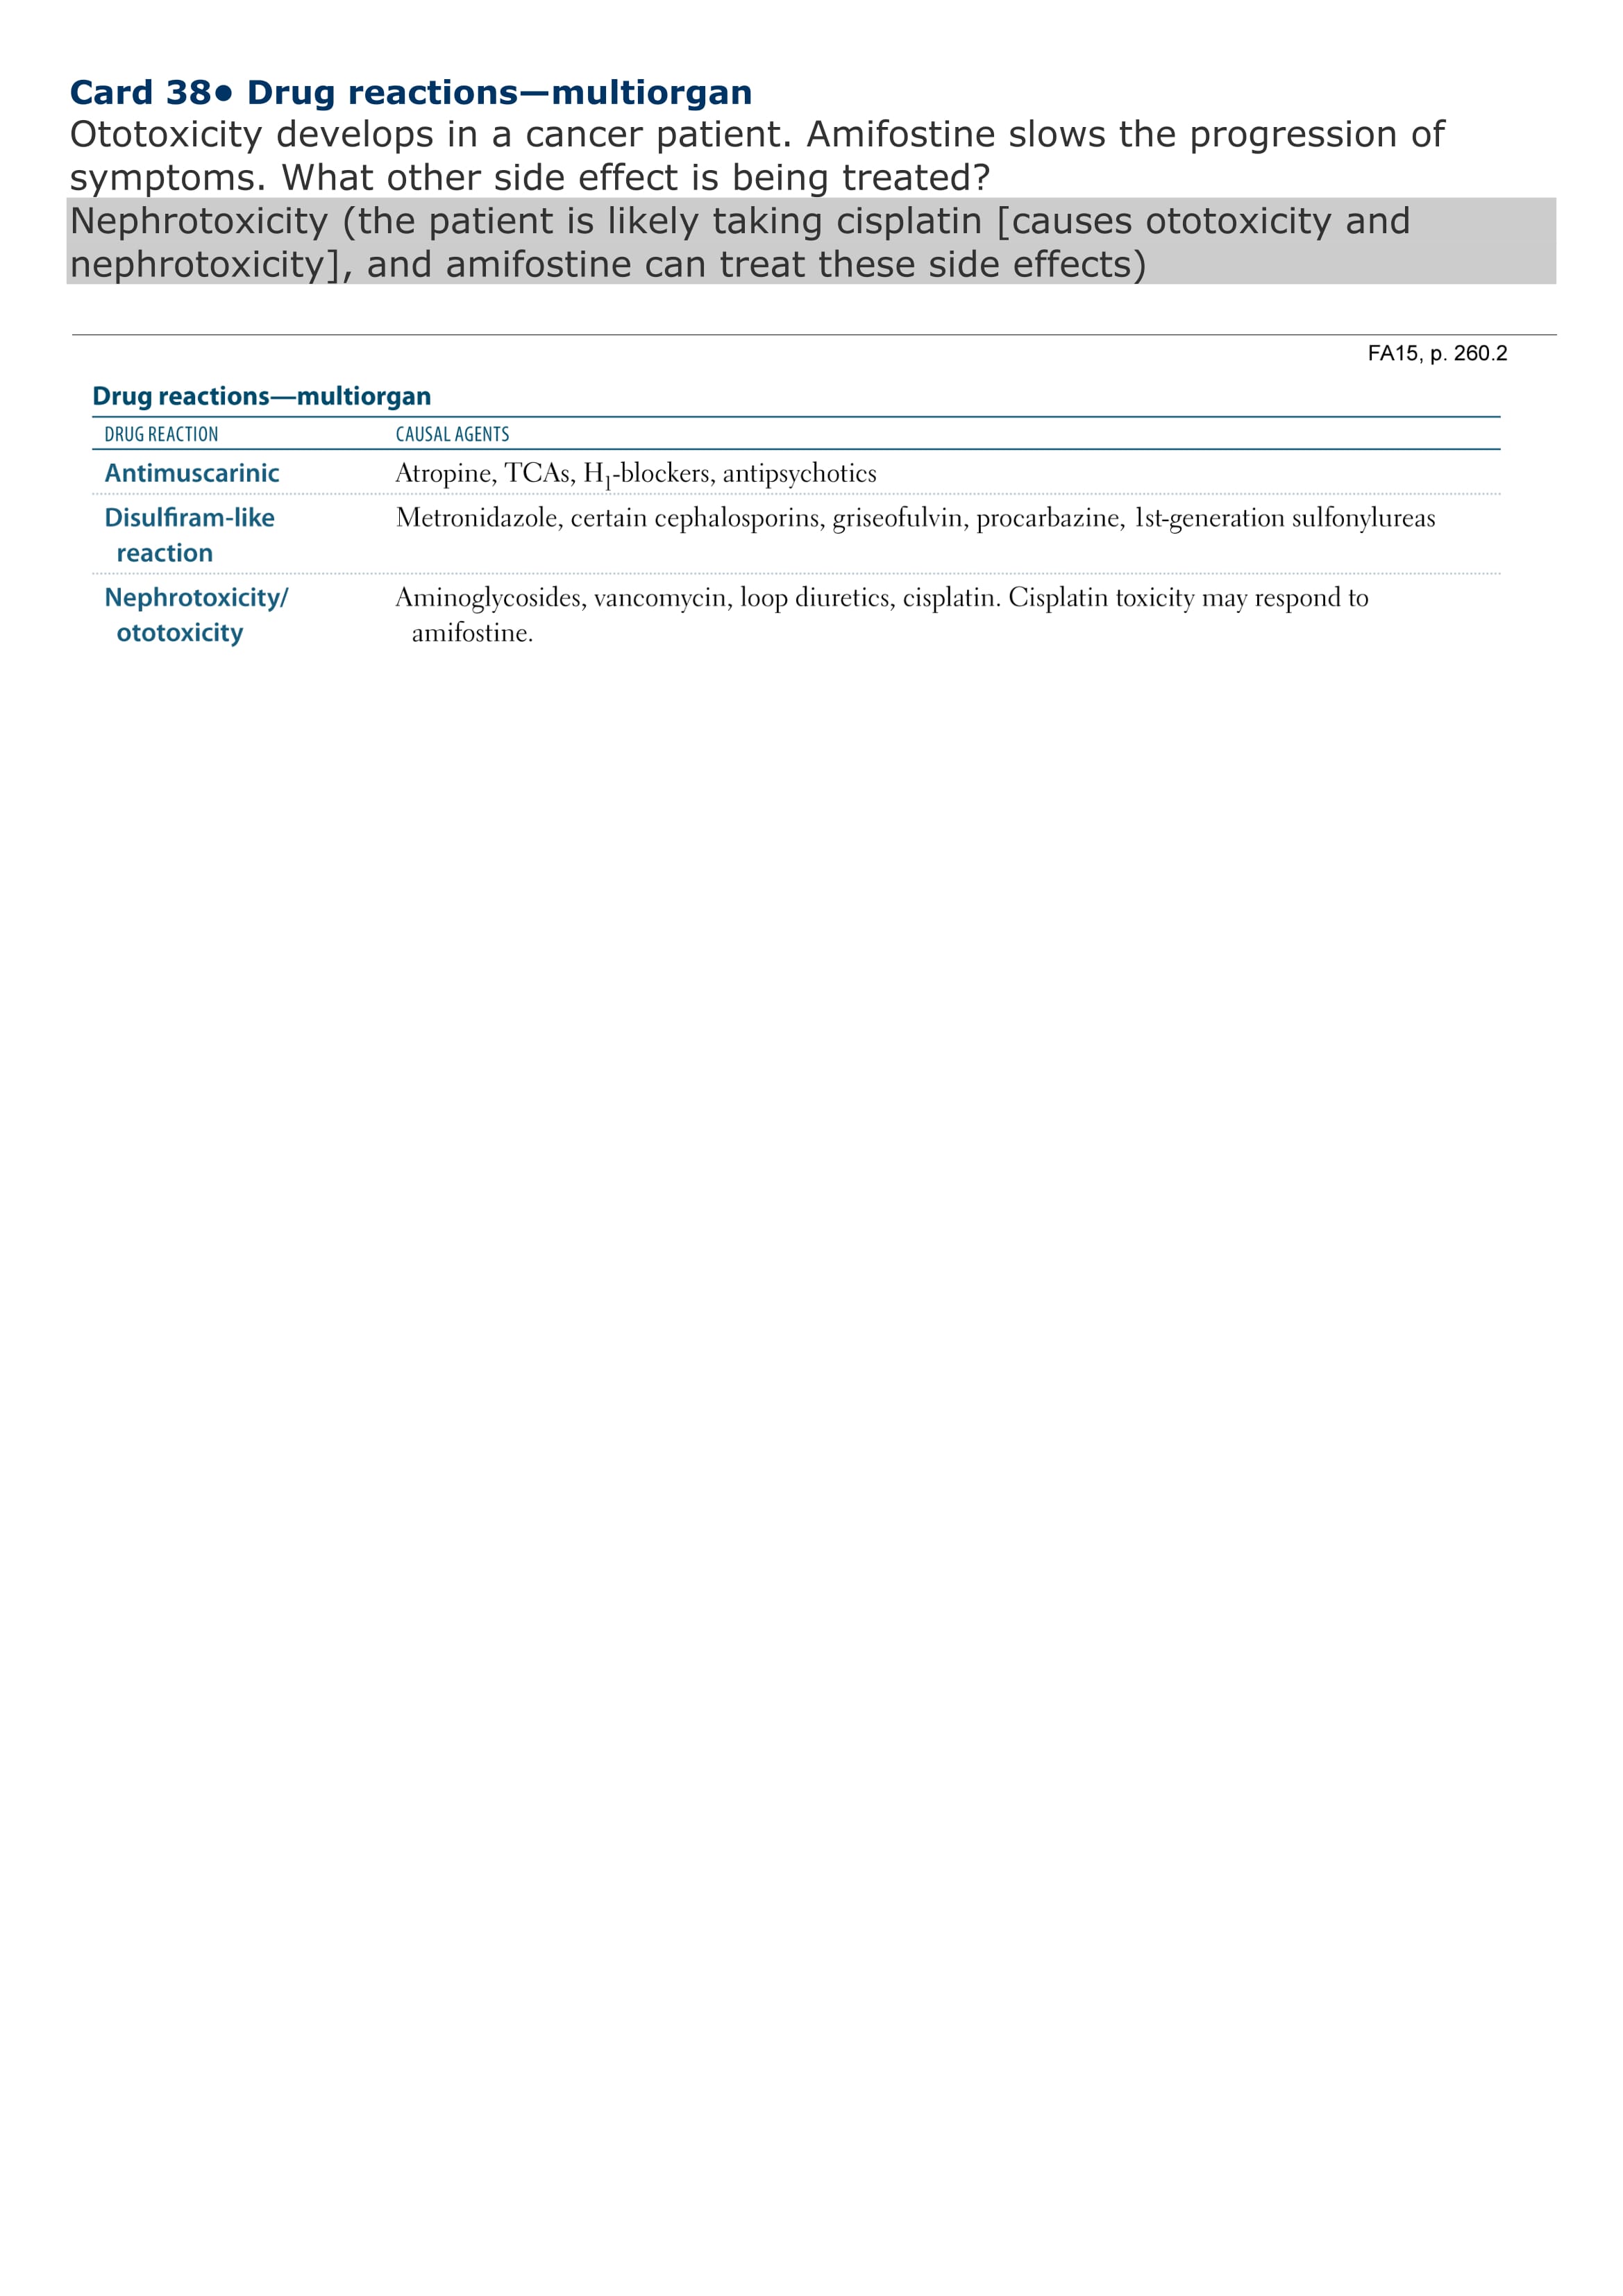 Card 38• Drug reactions—multiorgan
Ototoxicity develops in a cancer patient. Amifostine slows the progression of
symptoms. What other side effect is being treated?
Nephrotoxicity (the patient is likely taking cisplatin [causes ototoxicity and
nephrotoxicity], and amifostine can treat these side effects)
FA15, p. 260.2
Drug reactions—multiorgan
DRUG REACTION CAUSAL AGENTS
Antimuscarinic Atropine, TCAs, H1-blockers, antipsychotics
Disulfiram-like Metronidazole, certain cephalosporins, griseofulvin, procarbazine, 1st-generation sulfonylureas
reaction
Nephrotoxicity/ Aminoglycosides, vancomycin, loop diuretics, cisplatin. Cisplatin toxicity may respond to
ototoxicity amifostine.